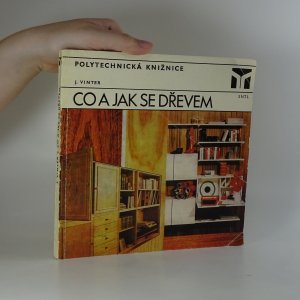 POLYTECHNICKÁ KNIŽNICE
J. VINTER
SNTL
CO A JAK SE DŘEVEM